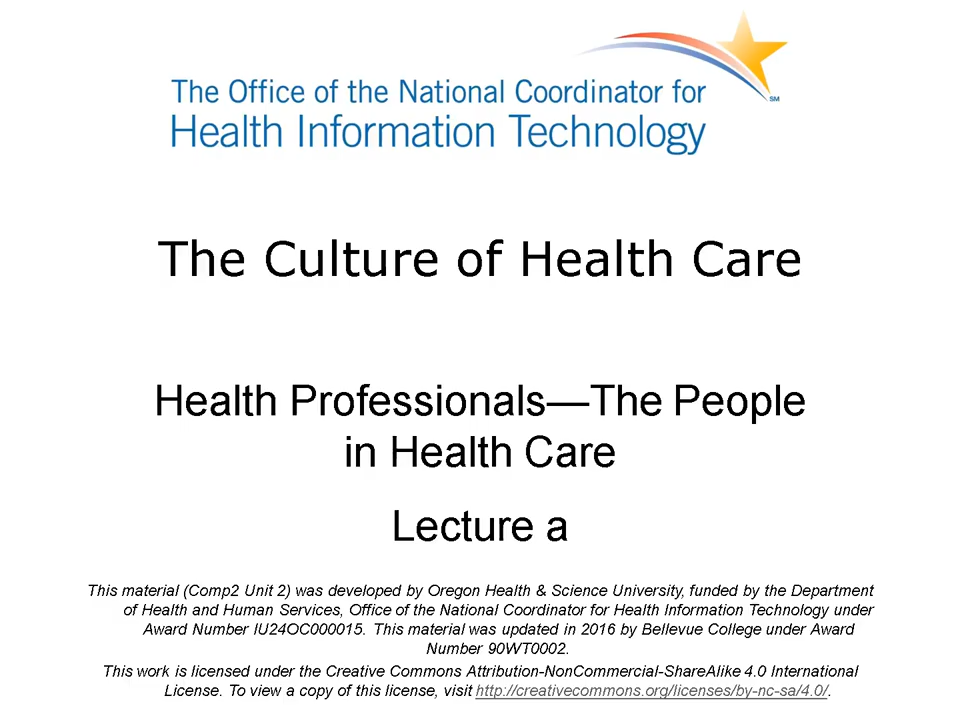 The Office of the National Coordinator for
Health Information Technology
SM
The Culture of Health Care
Health Professionals—The People
in Health Care
Lecture a
This material (Comp2 Unit 2) was developed by Oregon Health & Science University, funded by the Department
of Health and Human Services, Office of the National Coordinator for Health Information Technology under
Award Number IU24OC000015. This material was updated in 2016 by Bellevue College under Award
Number 90WT0002.
This work is licensed under the Creative Commons Attribution-NonCommercial-ShareAlike 4.0 International
License. To view a copy of this license, visit http://creativecommons.org/licenses/by-nc-sa/4.0/.